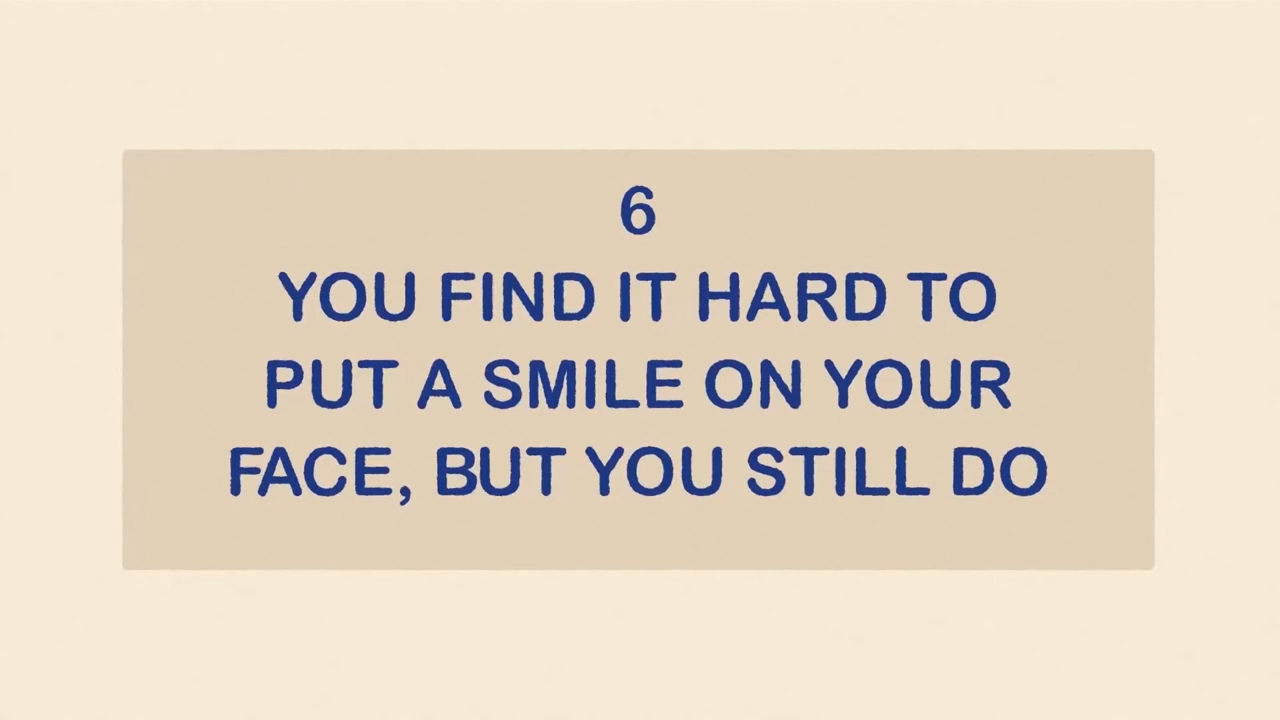 6
YOU FIND IT HARD TO
PUT A SMILE ON YOUR
FACE, BUT YOU STILL DO